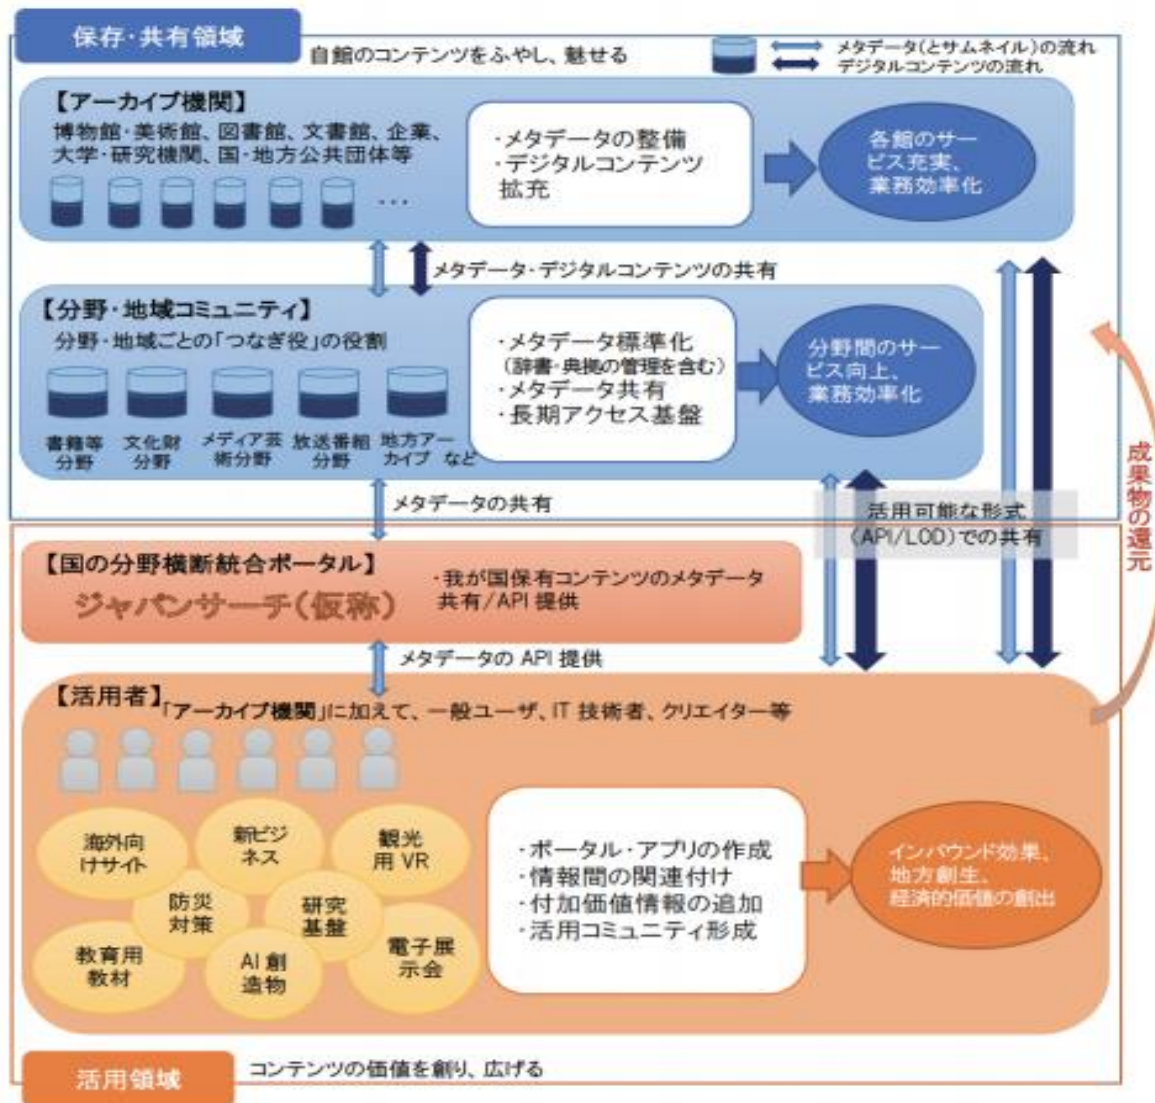 保存・共有領域
自館のコンテンツをふやし、魅せる
メタデータ(とサムネイル)の流れ
デジタルコンテンツの流れ
【アーカイブ機関】
博物館・美術館、図書館、文書館、企業、
大学・研究機関、国・地方公共団体等
…
・メタデータの整備
・デジタルコンテンツ
拡充
各館のサー
ビス充実、
業務効率化
メタデータ・デジタルコンテンツの共有
【分野・地域コミュニティ】
分野・地域ごとの「つなぎ役」の役割
書籍等
分野
文化財
分野
メディア芸
術分野
放送番組
分野
地方アー
カイブ など
・メタデータ標準化
(辞書・典拠の管理を含む)
・メタデータ共有
・長期アクセス基盤
分野間のサー
ビス向上、
業務効率化
メタデータの共有
活用可能な形式
(API/LOD)での共有
成果物の還元
【国の分野横断統合ポータル】
ジャパンサーチ(仮称)
・我が国保有コンテンツのメタデータ
共有/API 提供
メタデータの API 提供
【活用者】
「アーカイブ機関」に加えて、一般ユーザ、IT 技術者、クリエイター等
海外向
けサイト
新ビジ
ネス
観光
用 VR
防災
対策
研究
基盤
教育用
教材
AI 創
造物
電子展
示会
・ポータル・アプリの作成
・情報間の関連付け
・付加価値情報の追加
・活用コミュニティ形成
インバウンド効果、
地方創生、
経済的価値の創出
活用領域
コンテンツの価値を創り、広げる